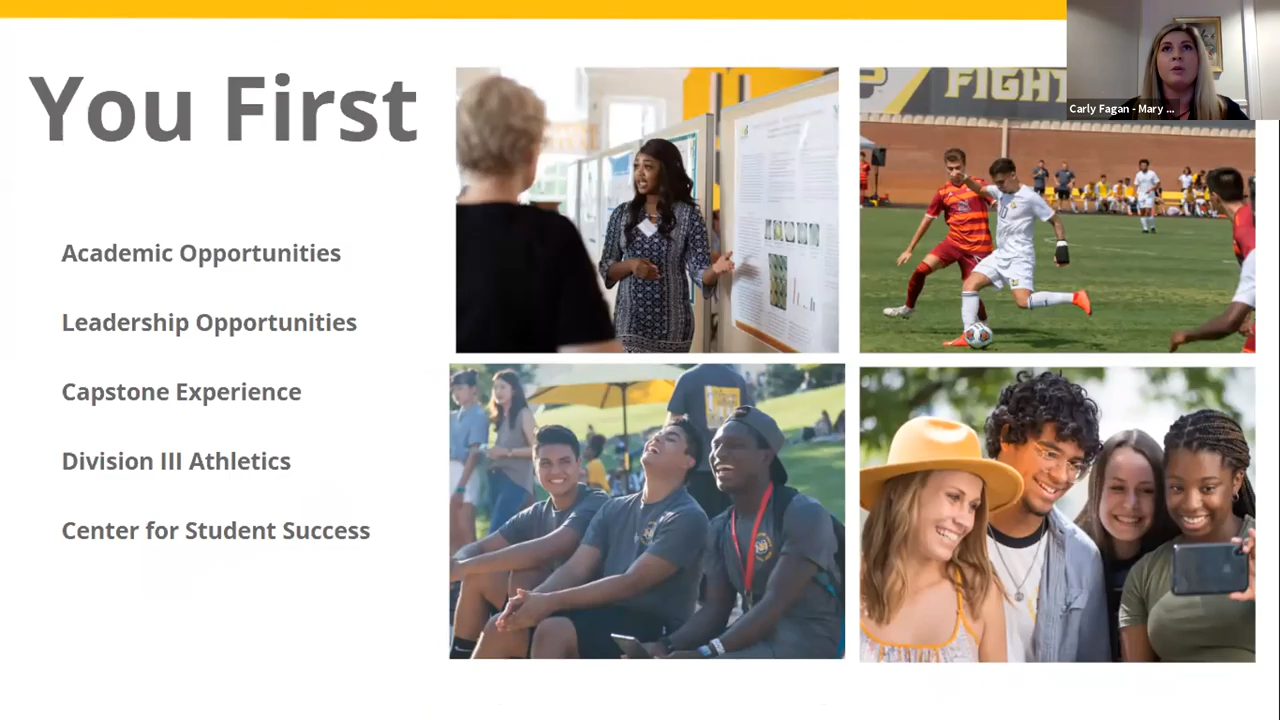 You First
FIGHT
Carly Fagan - Mary ...
Academic Opportunities
Leadership Opportunities
Capstone Experience
Division III Athletics
Center for Student Success